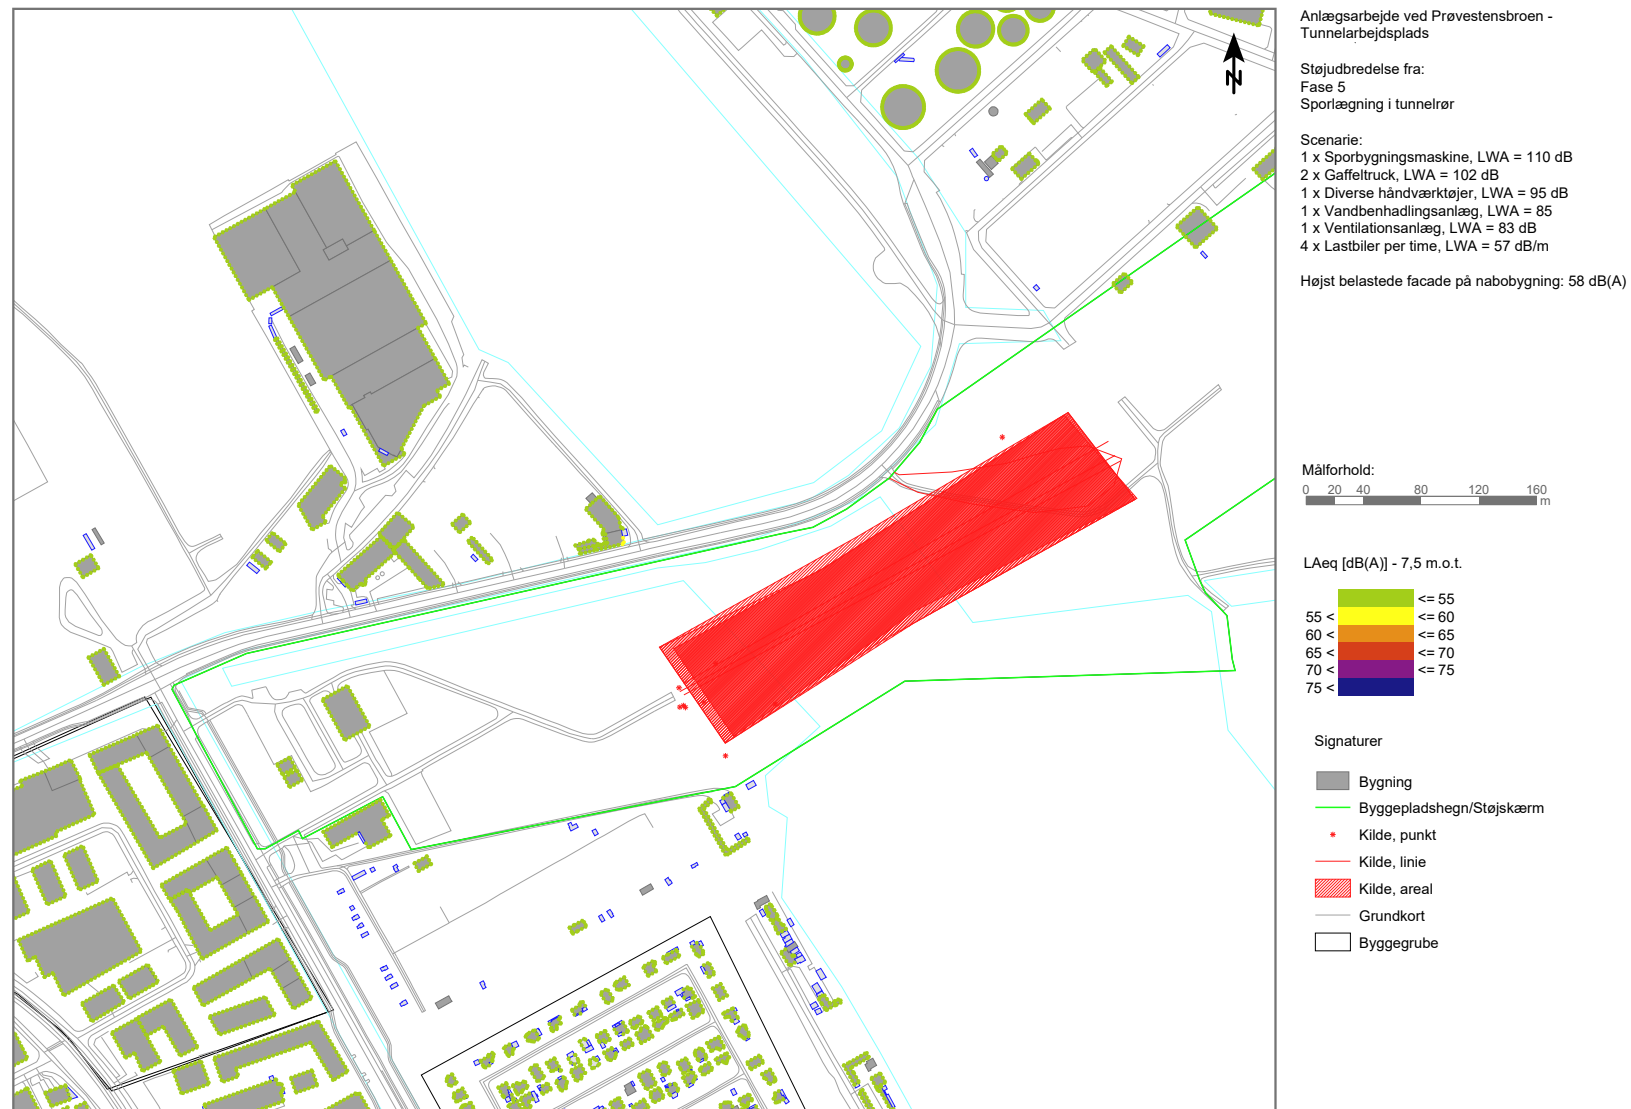 Anlægsarbejde ved Prøvestensbroen -
Tunnelarbejdsplads
Støjudbredelse fra:
Fase 5
Sporlægning i tunnelrør
Scenarie:
1 x Sporbygningsmaskine, LWA = 110 dB
2 x Gaffeltruck, LWA = 102 dB
1 x Diverse håndværktøjer, LWA = 95 dB
1 x Vandbenhadlingsanlæg, LWA = 85
1 x Ventilationsanlæg, LWA = 83 dB
4 x Lastbiler per time, LWA = 57 dB/m
Højst belastede facade på nabobygning: 58 dB(A)
N
Målforhold:
0 20 40 80 120 160
m
LAeq [dB(A)] - 7,5 m.o.t.
<= 55
55 < <= 60
60 < <= 65
65 < <= 70
70 < <= 75
75 <
Signaturer
Bygning
Byggepladshegn/Støjskærm
Kilde, punkt
Kilde, linie
Kilde, areal
Grundkort
Byggegrube